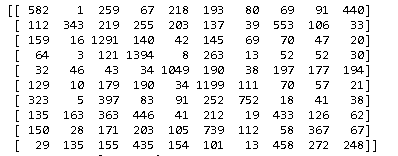 [[ 582 1 259 67 218 193 80 69 91 440]
[ 112 343 219 255 203 137 39 553 106 33]
[ 159 16 1291 140 42 145 69 70 47 20]
[ 64 3 121 1394 8 263 13 52 52 30]
[ 32 46 43 34 1049 190 38 197 177 194]
[ 129 10 179 190 34 1199 111 70 57 21]
[ 323 5 397 83 91 252 752 18 41 38]
[ 135 163 363 446 41 212 19 433 126 62]
[ 150 28 171 203 105 739 112 58 367 67]
[ 29 135 155 435 154 101 13 458 272 248]]